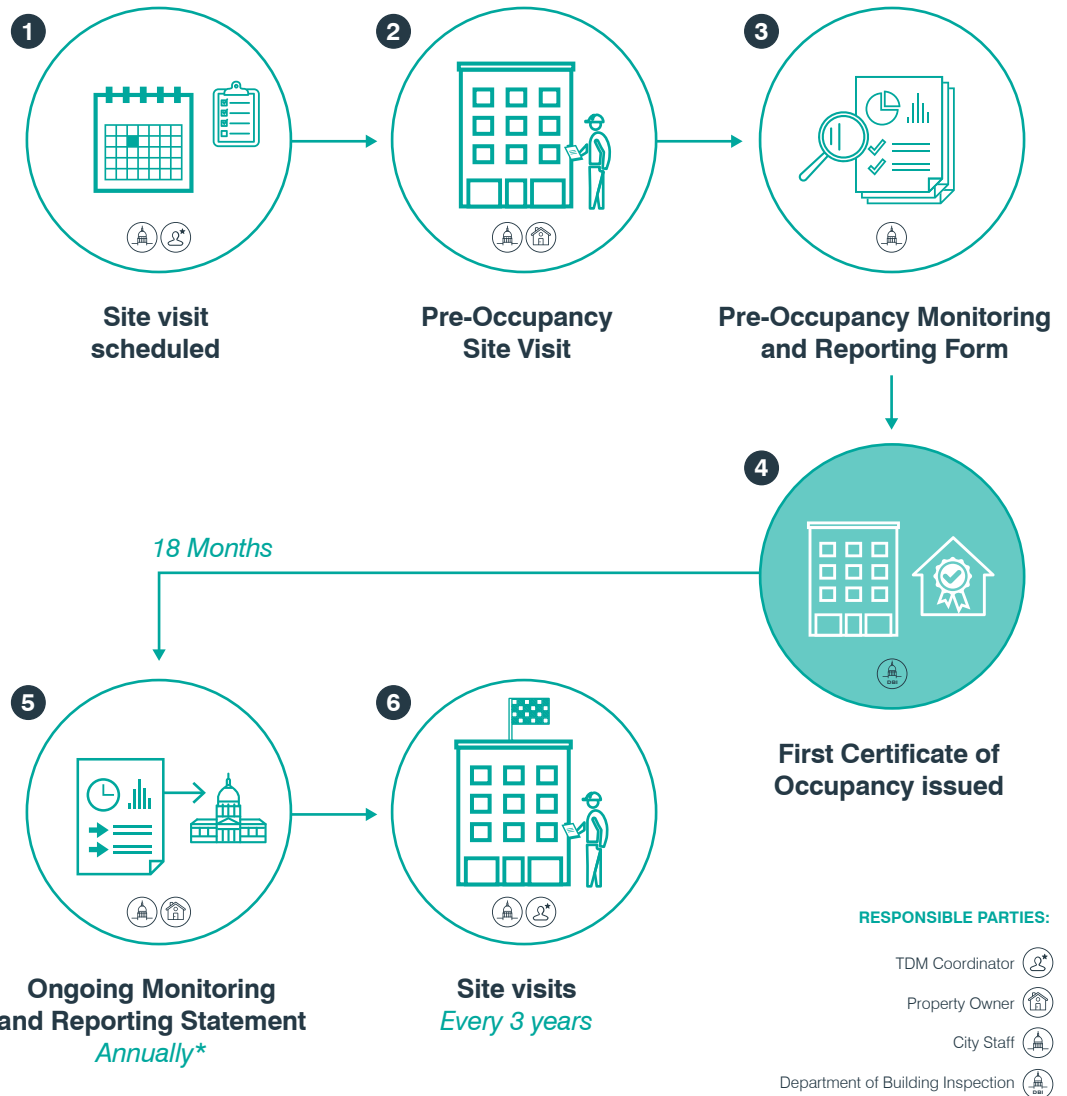 1
Site visit
scheduled
2
Pre-Occupancy
Site Visit
3
Pre-Occupancy Monitoring
and Reporting Form
4
DBI
First Certificate of
Occupancy issued
18 Months
5
Ongoing Monitoring
and Reporting Statement
Annually*
6
Site visits
Every 3 years
RESPONSIBLE PARTIES:
TDM Coordinator
Property Owner
City Staff
Department of Building Inspection
DBI